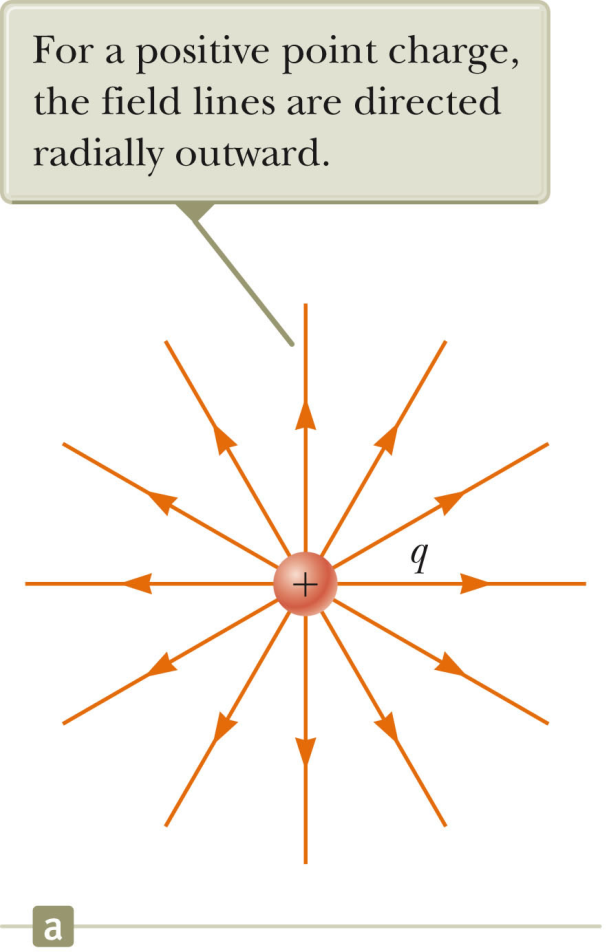 For a positive point charge,
the field lines are directed
radially outward.
q
+
a